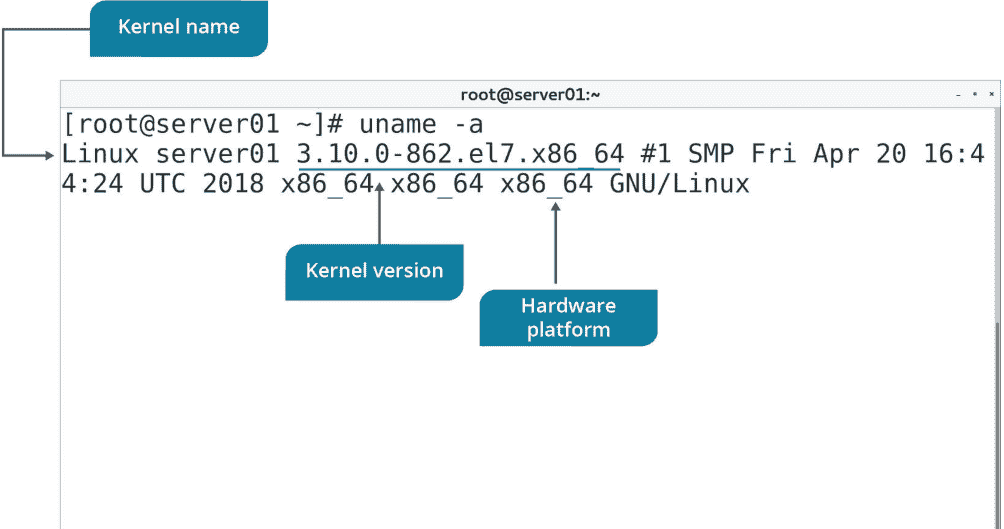 Kernel name
root@server01:~
[root@server01 ~]# uname -a
Linux server01 3.10.0-862.el7.x86_64 #1 SMP Fri Apr 20 16:4
4:24 UTC 2018 x86_64 x86_64 x86_64 GNU/Linux
Kernel version
Hardware
platform